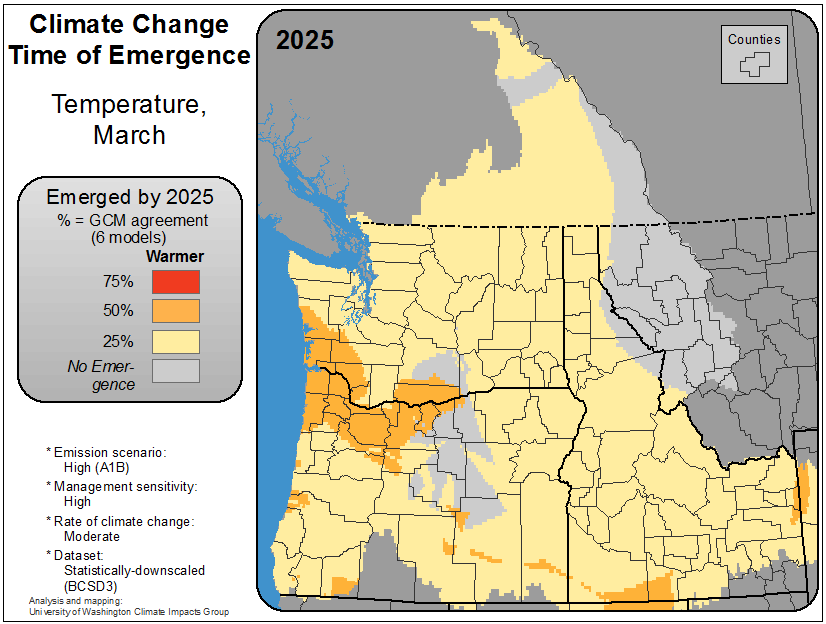 Climate Change
Time of Emergence
Temperature,
March
Emerged by 2025
% = GCM agreement
(6 models)
Warmer
75%
50%
25%
No Emer-
gence
* Emission scenario:
High (A1B)
* Management sensitivity:
High
* Rate of climate change:
Moderate
* Dataset:
Statistically-downscaled
(BCSD3)
Analysis and mapping:
University of Washington Climate Impacts Group
2025
Counties